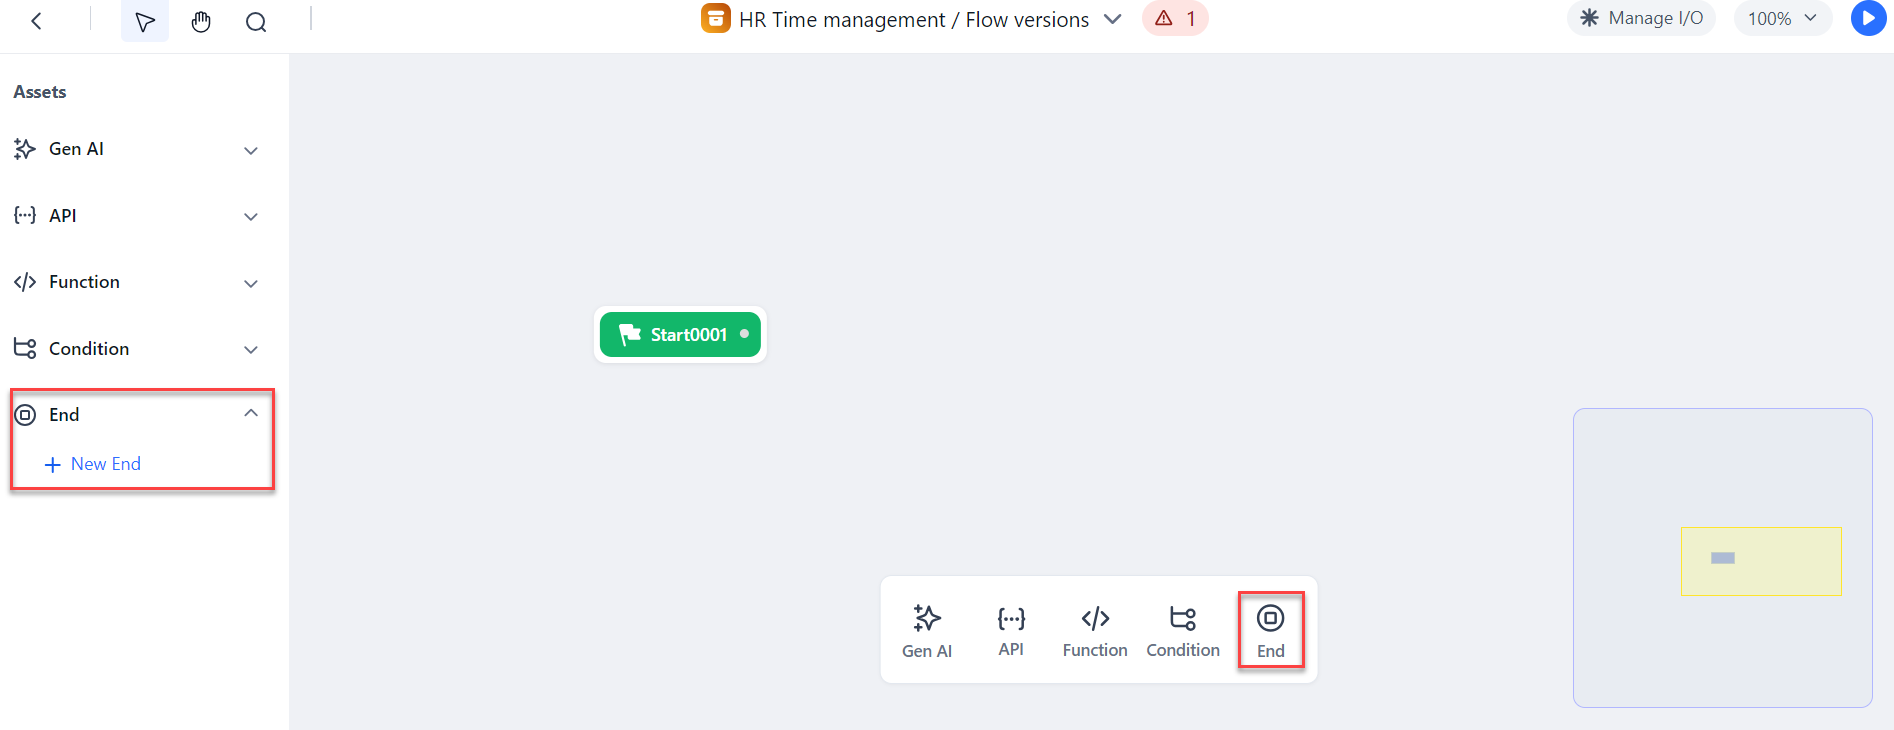 HR Time management / Flow versions
1
Manage I/O
100%
Assets
Gen AI
API
Function
Condition
End
New End
Start0001
Gen AI
API
Function
Condition
End